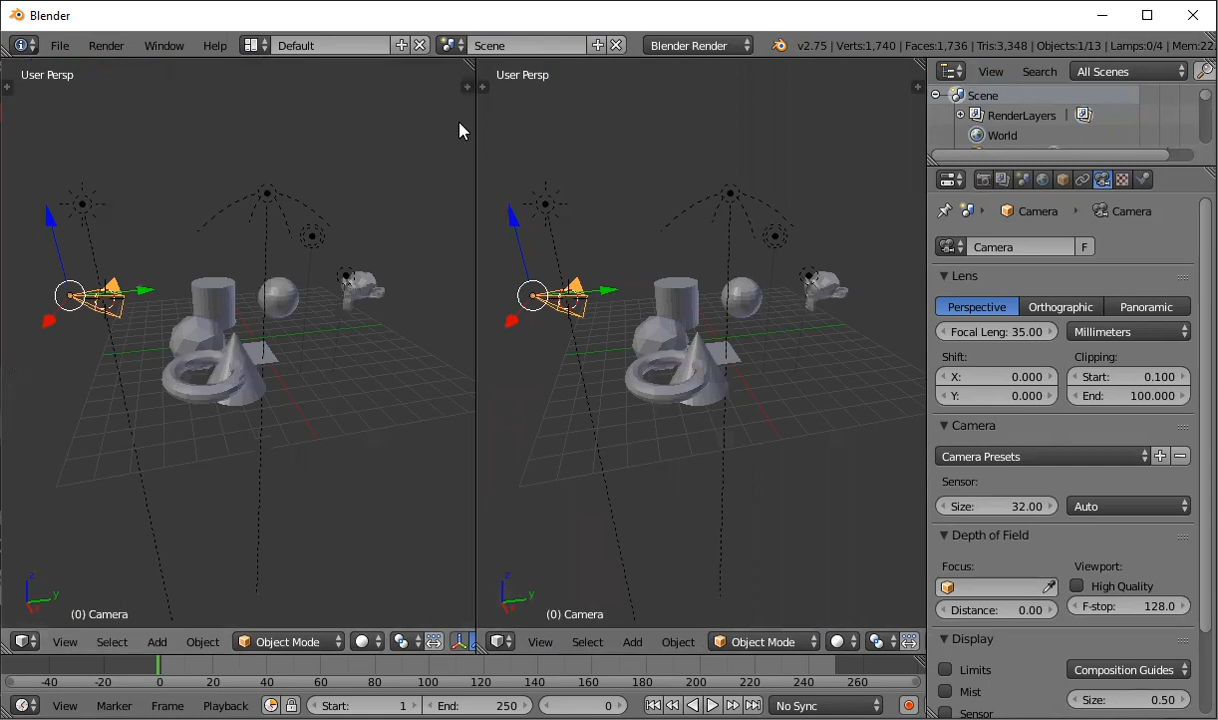 Blender
File Render Window Help Default Scene Blender Render v2.75 | Verts:1,740 | Faces:1,736 | Tris:3,348 | Objects:1/13 | Lamps:0/4 | Mem:22.
User Persp User Persp
View Search All Scenes
Scene
RenderLayers |
World
Camera Camera
Camera F
Lens
Perspective Orthographic Panoramic
Focal Len: 35.00 Millimeters
Shift: Clipping:
X: 0.000 Start: 0.100
Y: 0.000 End: 100.000
Camera
Camera Presets
Sensor:
Size: 32.00 Auto
Depth of Field
Focus: Viewport:
High Quality
Distance: 0.00 F-stop: 128.0
Display
Limits Composition Guides
Mist
Size: 0.50
Sensor
z y x z y x
(0) Camera (0) Camera
View Select Add Object Object Mode View Select Add Object Object Mode
-40 -20 0 20 40 60 80 100 120 140 160 180 200 220 240 260
View Marker Frame Playback Start: 1 End: 250 0 No Sync